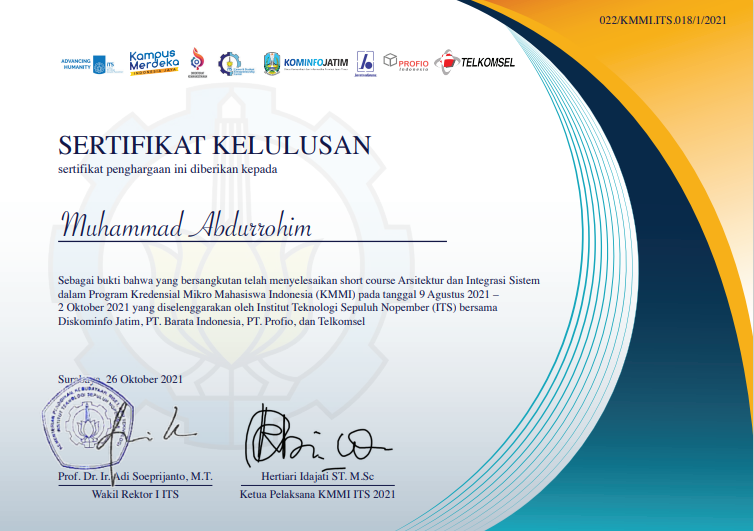 022/KMMI.ITS.018/1/2021
ADVANCING HUMANITY ITS
Kampus Merdeka INDONESIA JAYA
KOMINFOJATIM
PROFIO Indonesia
TELKOMSEL
SERTIFIKAT KELULUSAN
sertifikat penghargaan ini diberikan kepada
Muhammad Abdurrohim
Sebagai bukti bahwa yang bersangkutan telah menyelesaikan short course Arsitektur dan Integrasi Sistem
dalam Program Kredensial Mikro Mahasiswa Indonesia (KMMI) pada tanggal 9 Agustus 2021 –
2 Oktober 2021 yang diselenggarakan oleh Institut Teknologi Sepuluh Nopember (ITS) bersama
Diskominfo Jatim, PT. Barata Indonesia, PT. Profio, dan Telkomsel
Surabaya, 26 Oktober 2021
Prof. Dr. Ir. Adi Soeprijanto, M.T.
Wakil Rektor I ITS
Hertiari Idajati ST. M.Sc
Ketua Pelaksana KMMI ITS 2021